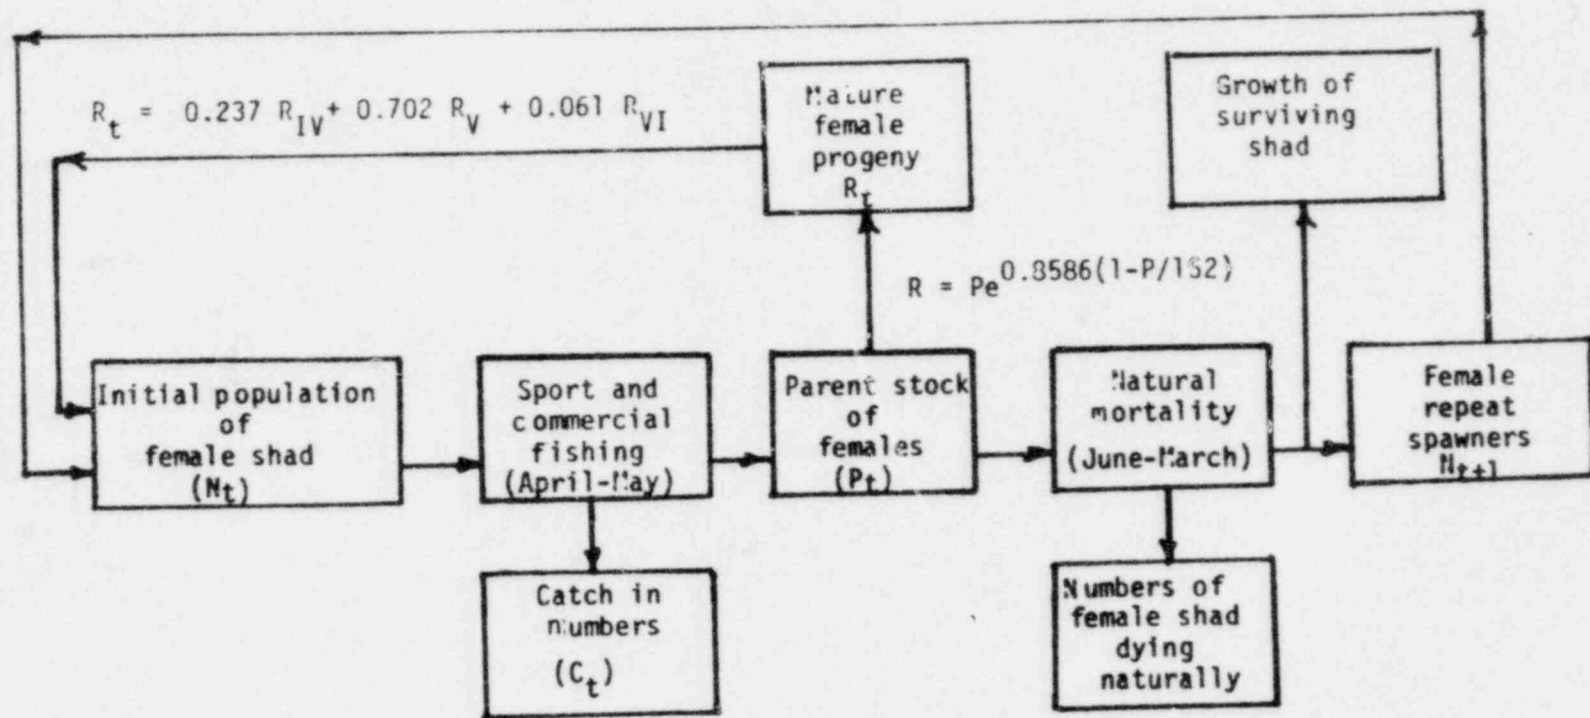 R_t = 0.237 R_IV + 0.702 R_V + 0.061 R_VI
Mature
female
progeny
R_t
Growth of
surviving
shad
R = Pe^0.8586(1-P/152)
Initial population
of
female shad
(N_t)
Sport and
commercial
fishing
(April-May)
Parent stock
of
females
(P_t)
Natural
mortality
(June-March)
Female
repeat
spawners
N_t+1
Catch in
numbers
(C_t)
Numbers of
female shad
dying
naturally